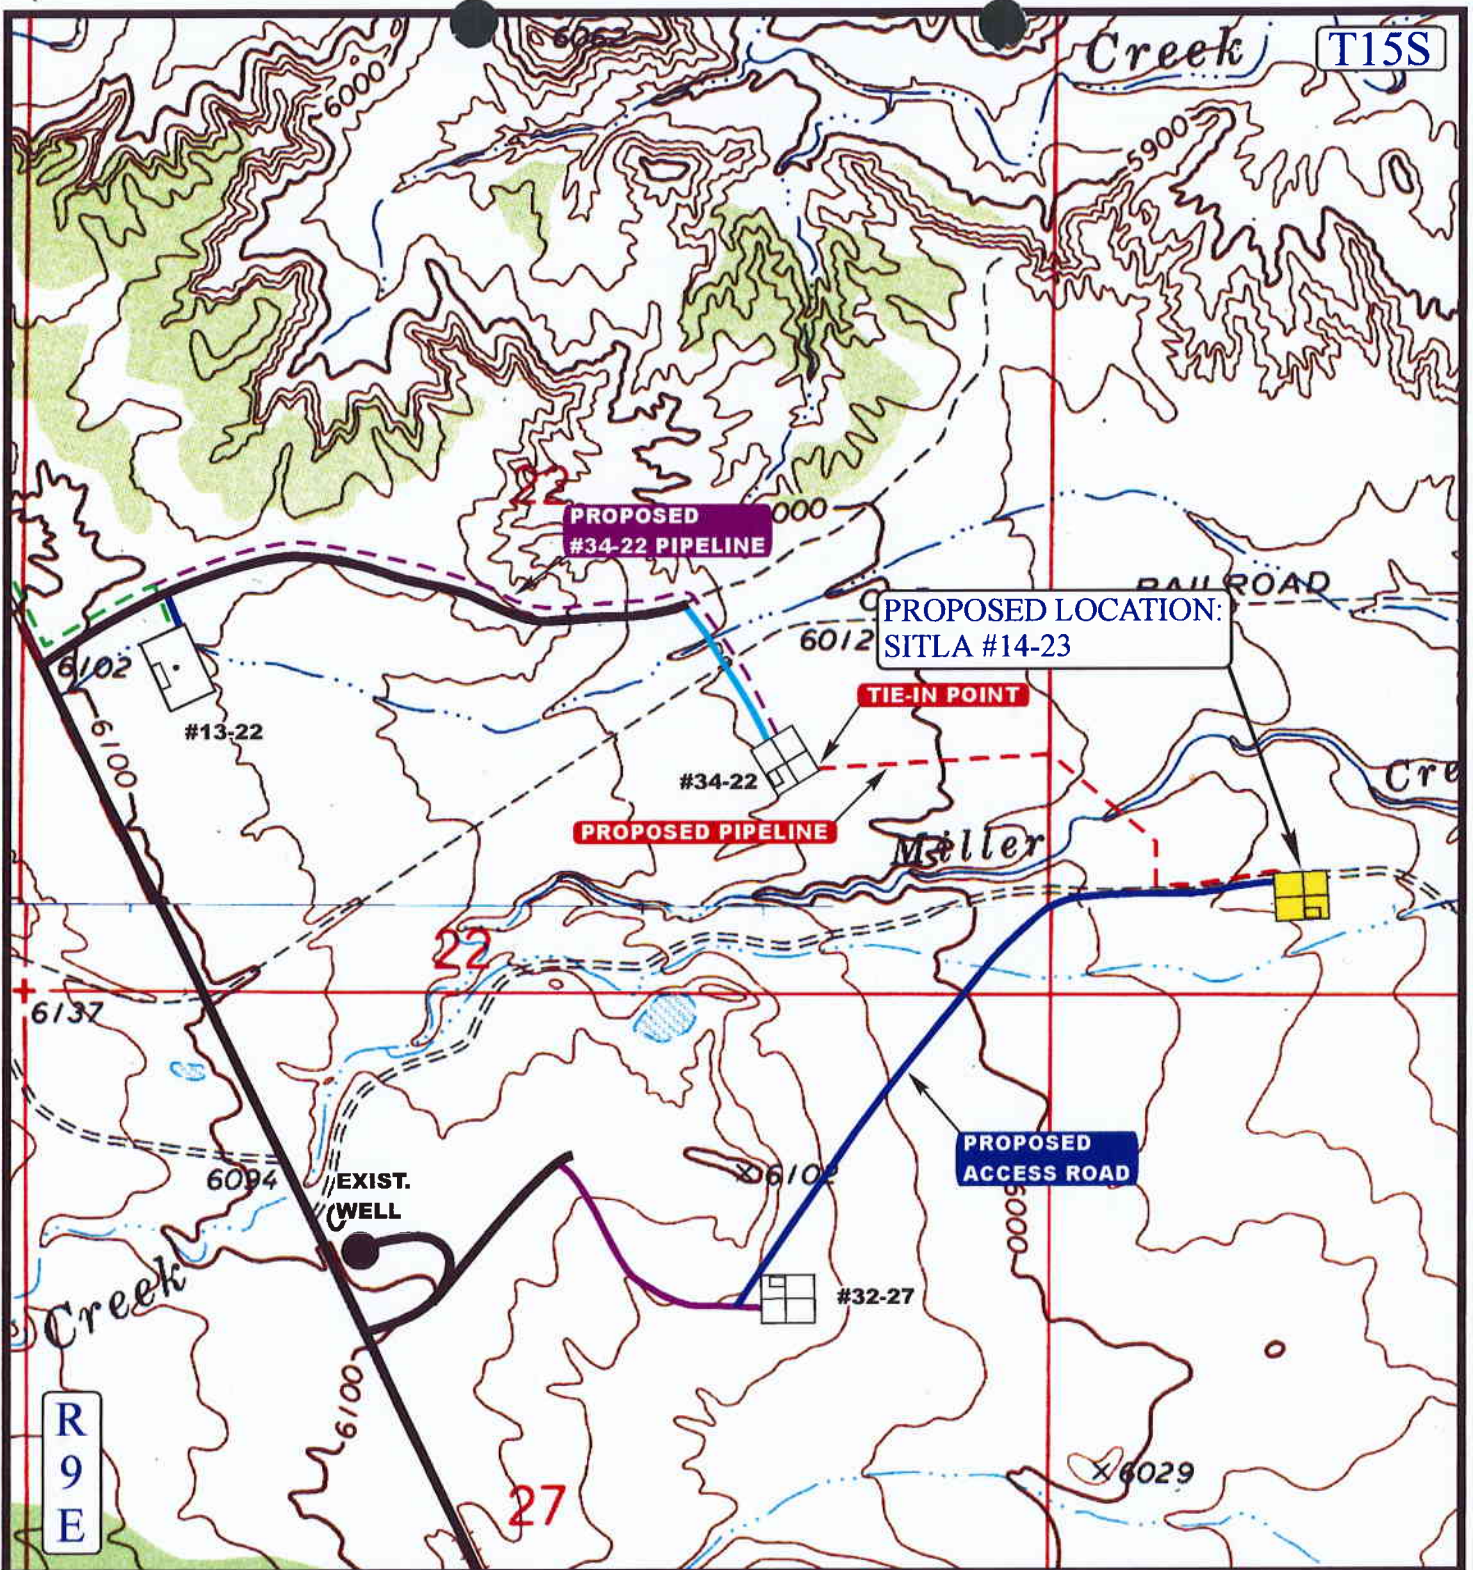 6062
Creek
T15S
6000
5900
22
PROPOSED
#34-22 PIPELINE
000
RAILROAD
PROPOSED LOCATION:
SITLA #14-23
6012
6102
TIE-IN POINT
#13-22
6100
#34-22
Cre
PROPOSED PIPELINE
Miller
22
6137
PROPOSED
ACCESS ROAD
6094
EXIST.
WELL
6102
6000
Creek
#32-27
6100
R
9
E
6029
27